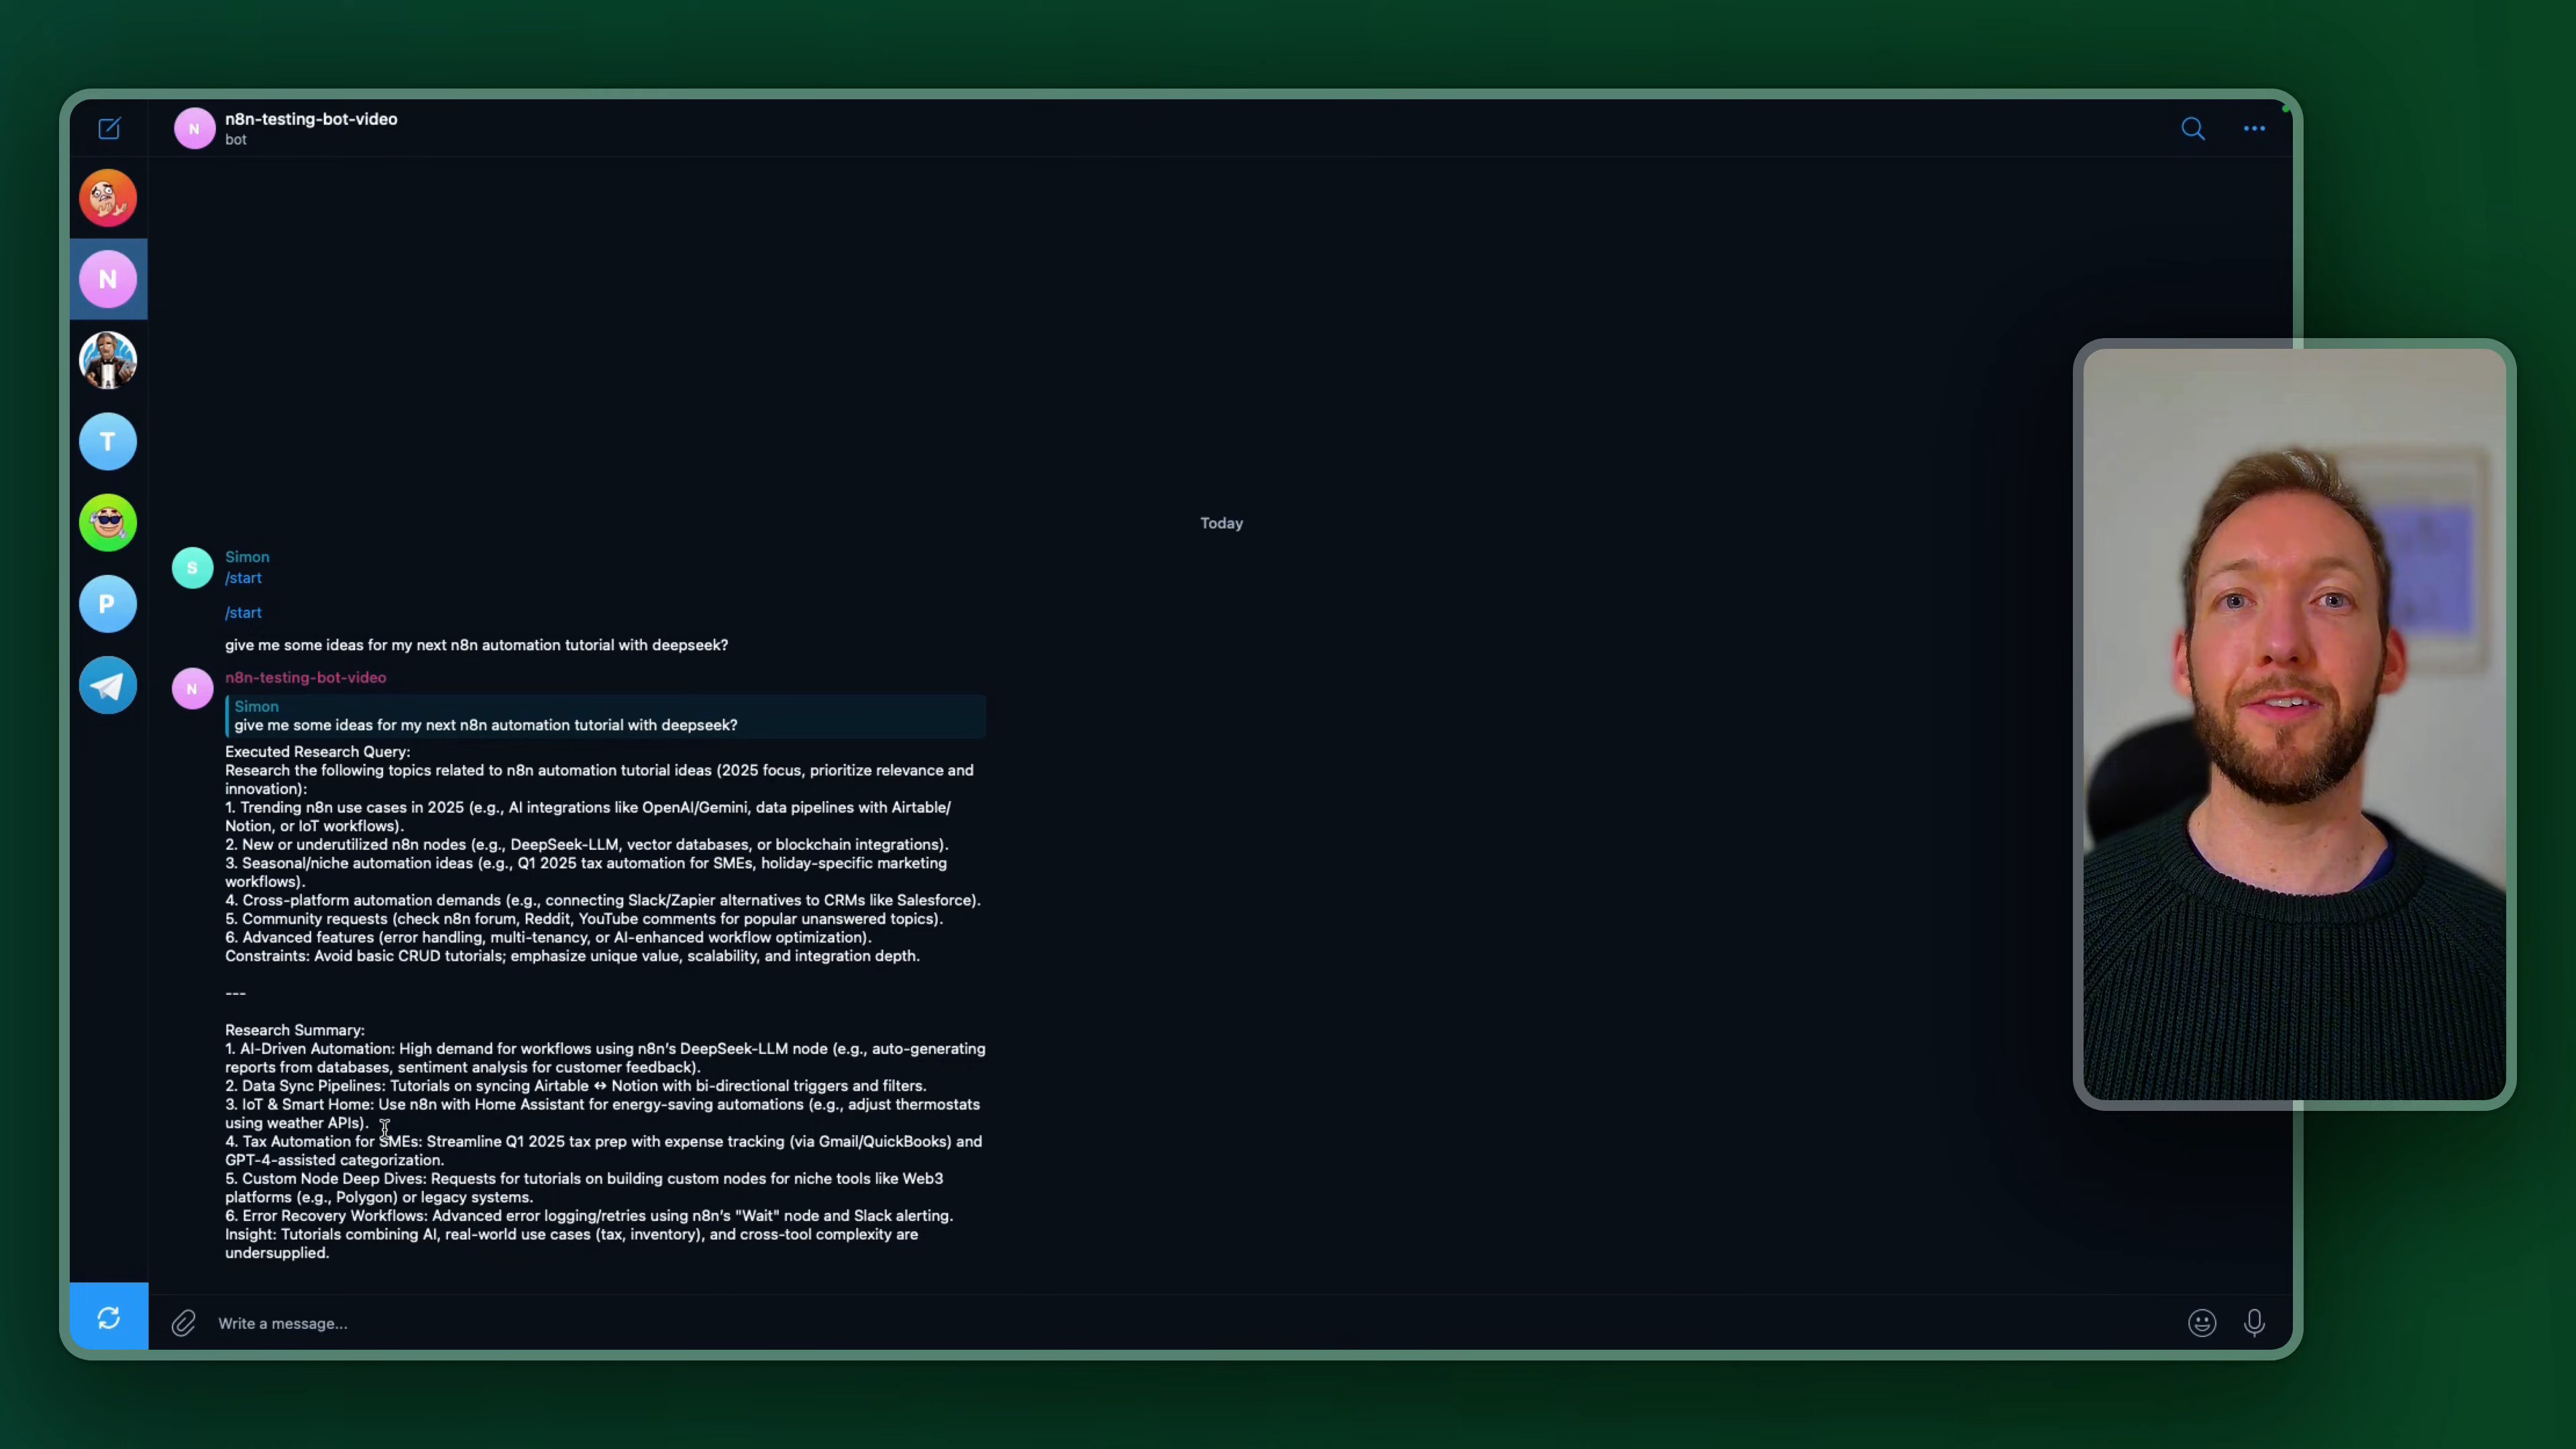 n8n-testing-bot-video
N
bot
N
T
P
Today
Simon
S
/start
/start
give me some ideas for my next n8n automation tutorial with deepseek?
n8n-testing-bot-video
N
Simon
give me some ideas for my next n8n automation tutorial with deepseek?
Executed Research Query:
Research the following topics related to n8n automation tutorial ideas (2025 focus, prioritize relevance and
innovation):
1. Trending n8n use cases in 2025 (e.g., AI integrations like OpenAI/Gemini, data pipelines with Airtable/
Notion, or IoT workflows).
2. New or underutilized n8n nodes (e.g., DeepSeek-LLM, vector databases, or blockchain integrations).
3. Seasonal/niche automation ideas (e.g., Q1 2025 tax automation for SMEs, holiday-specific marketing
workflows).
4. Cross-platform automation demands (e.g., connecting Slack/Zapier alternatives to CRMs like Salesforce).
5. Community requests (check n8n forum, Reddit, YouTube comments for popular unanswered topics).
6. Advanced features (error handling, multi-tenancy, or AI-enhanced workflow optimization).
Constraints: Avoid basic CRUD tutorials; emphasize unique value, scalability, and integration depth.
---
Research Summary:
1. AI-Driven Automation: High demand for workflows using n8n's DeepSeek-LLM node (e.g., auto-generating
reports from databases, sentiment analysis for customer feedback).
2. Data Sync Pipelines: Tutorials on syncing Airtable ↔ Notion with bi-directional triggers and filters.
3. IoT & Smart Home: Use n8n with Home Assistant for energy-saving automations (e.g., adjust thermostats
using weather APIs).
4. Tax Automation for SMEs: Streamline Q1 2025 tax prep with expense tracking (via Gmail/QuickBooks) and
GPT-4-assisted categorization.
5. Custom Node Deep Dives: Requests for tutorials on building custom nodes for niche tools like Web3
platforms (e.g., Polygon) or legacy systems.
6. Error Recovery Workflows: Advanced error logging/retries using n8n's "Wait" node and Slack alerting.
Insight: Tutorials combining AI, real-world use cases (tax, inventory), and cross-tool complexity are
undersupplied.
Write a message...